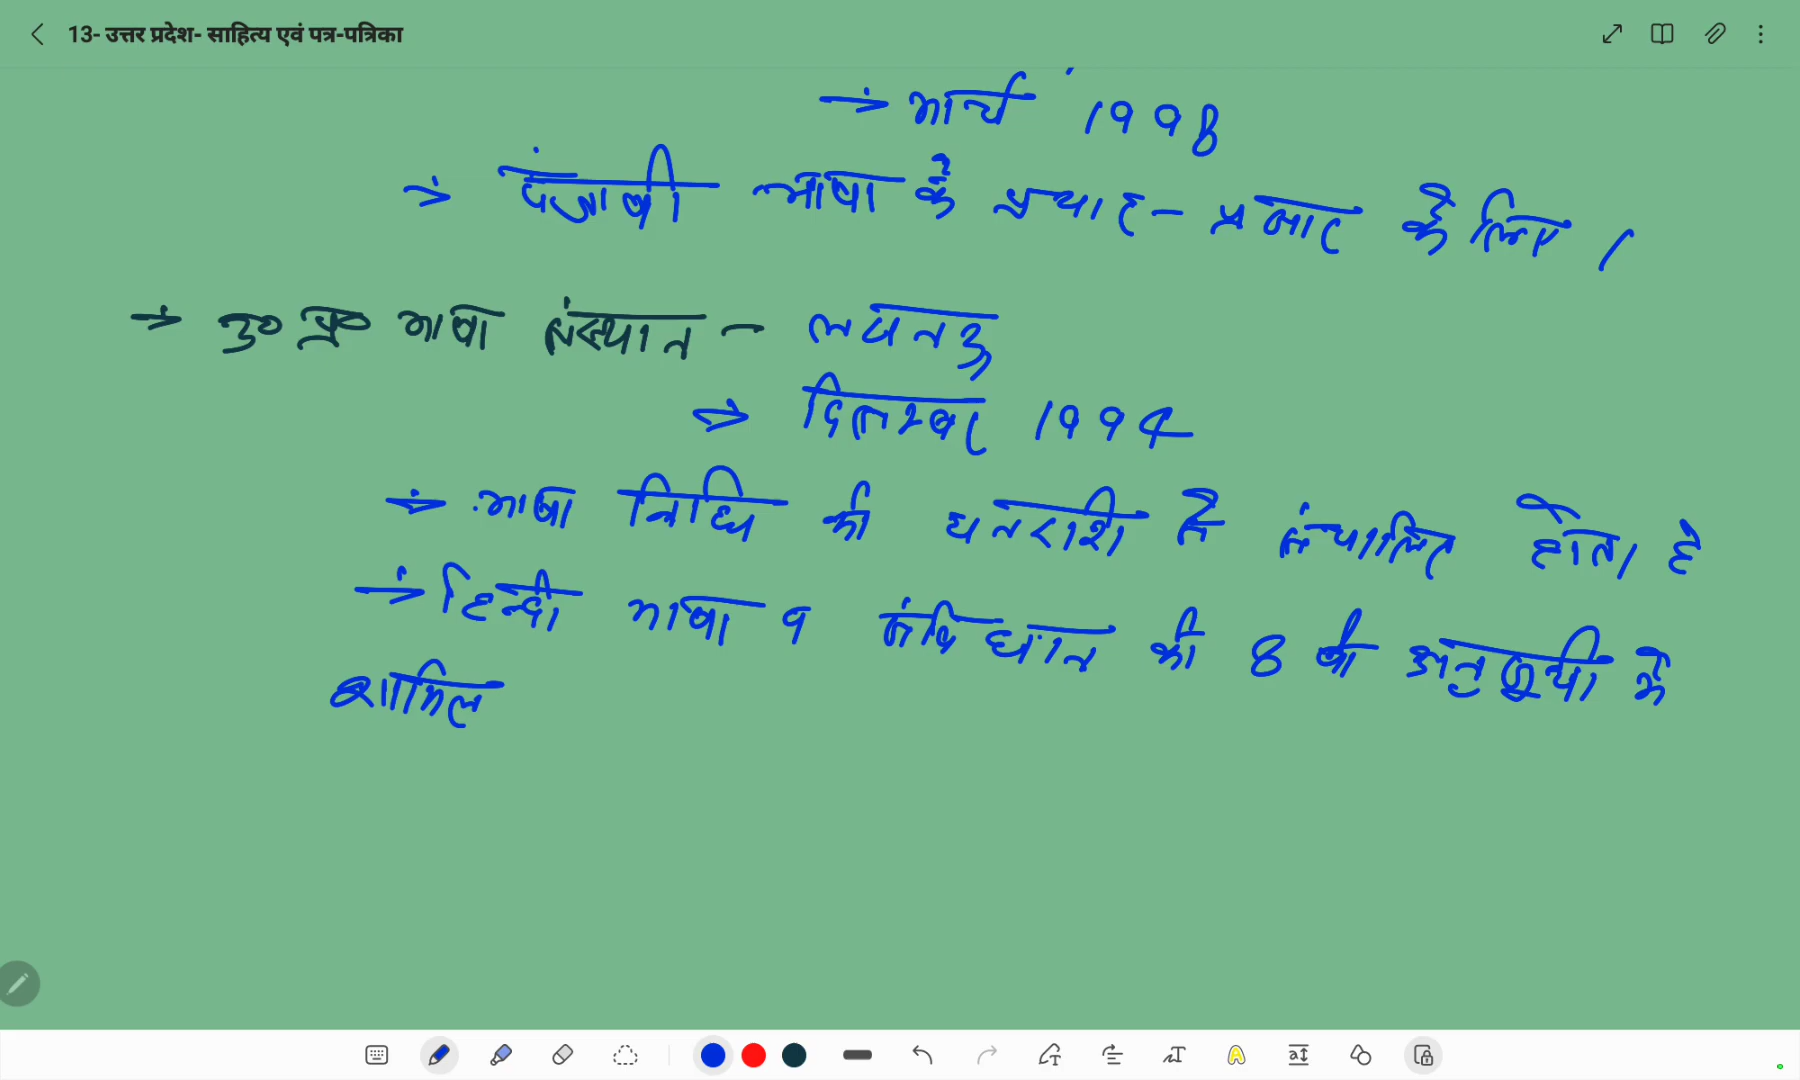 13- उत्तर प्रदेश- साहित्य एवं पत्र-पत्रिका
→ मार्च 1998
→ पंजाबी भाषा के प्रचार - प्रसार के लिए ।
→ उ० प्र० भाषा संस्थान - लखनऊ
→ दिसम्बर 1994
→ भाषा निधि की धनराशि से संचालित होता है
→ हिन्दी भाषा व संविधान की 8 वी अनुसूची में
शामिल